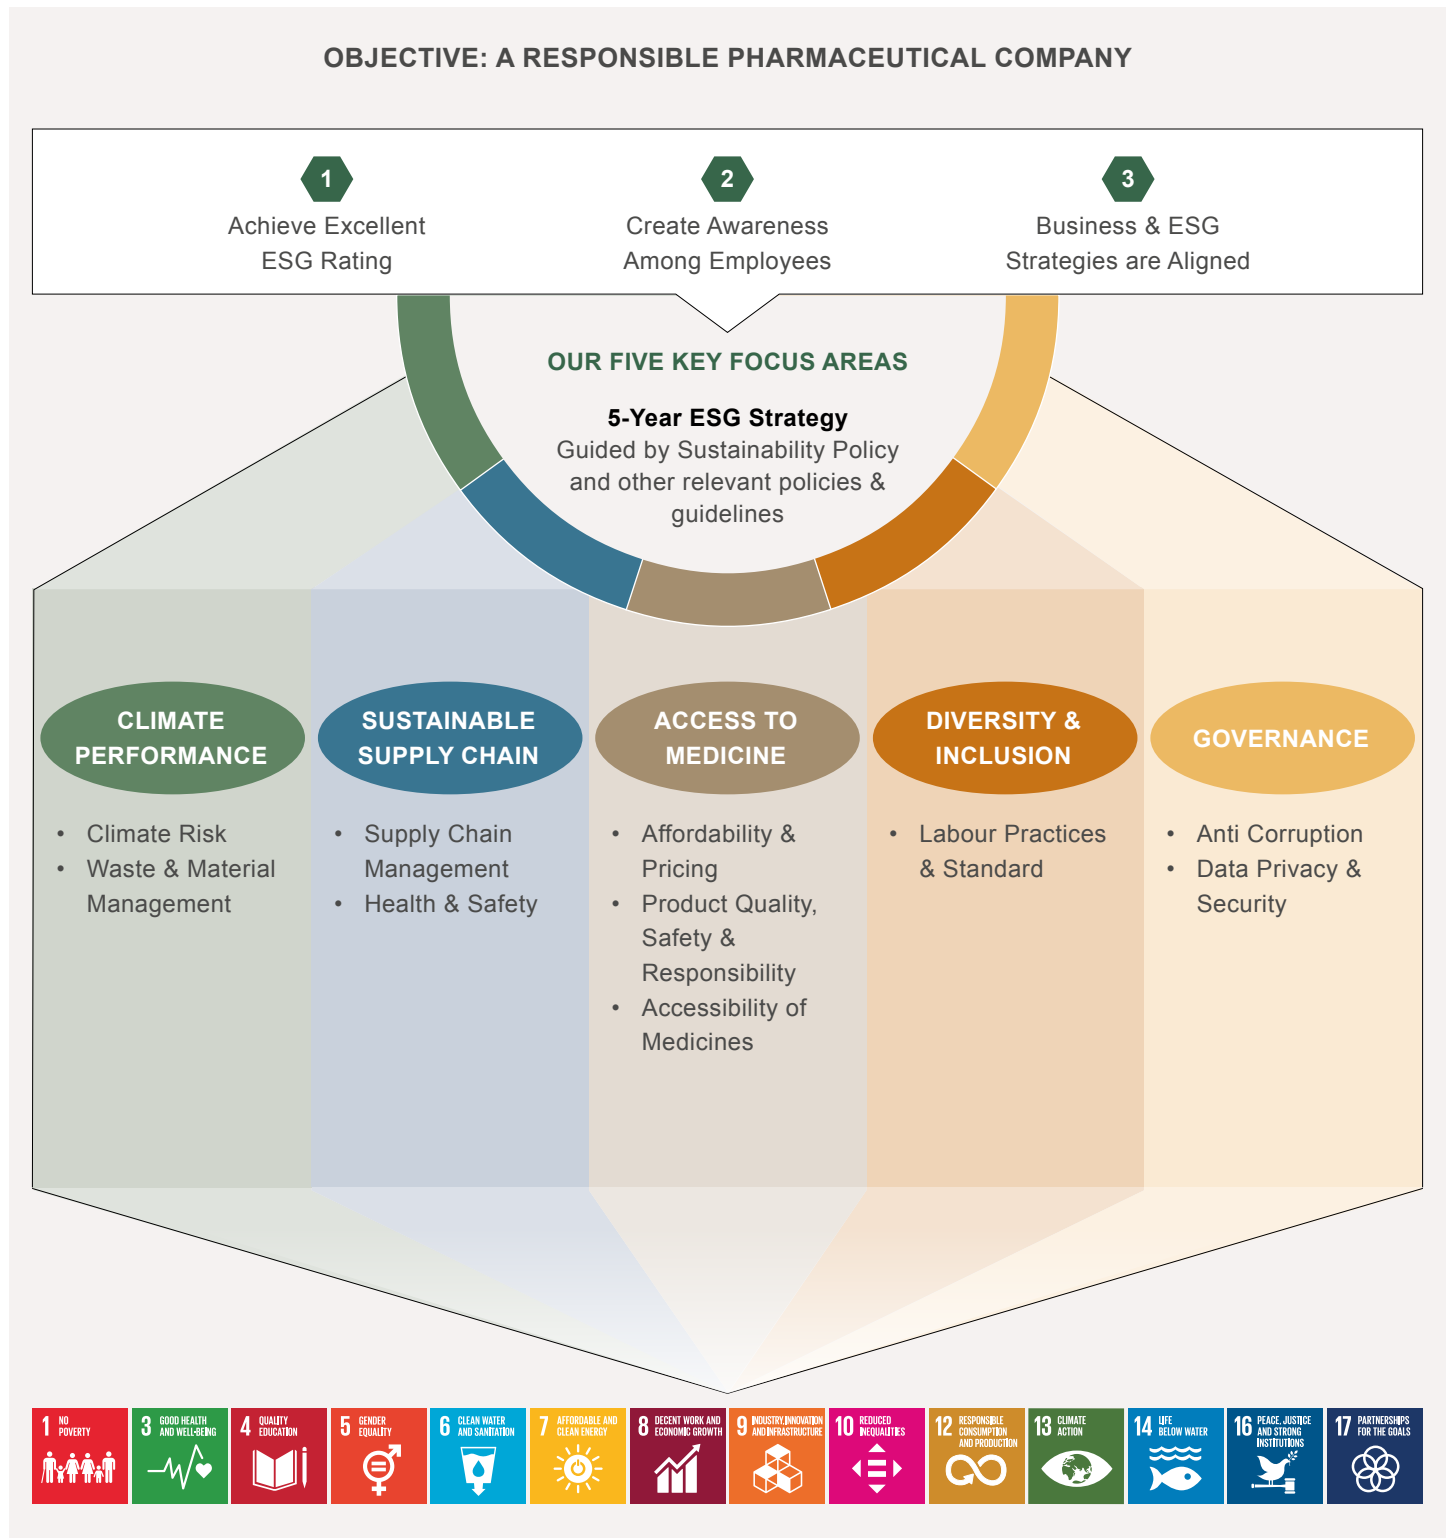 OBJECTIVE: A RESPONSIBLE PHARMACEUTICAL COMPANY
1
Achieve Excellent
ESG Rating
2
Create Awareness
Among Employees
3
Business & ESG
Strategies are Aligned
OUR FIVE KEY FOCUS AREAS
5-Year ESG Strategy
Guided by Sustainability Policy
and other relevant policies &
guidelines
CLIMATE
PERFORMANCE
• Climate Risk
• Waste & Material
Management
SUSTAINABLE
SUPPLY CHAIN
• Supply Chain
Management
• Health & Safety
ACCESS TO
MEDICINE
• Affordability &
Pricing
• Product Quality,
Safety &
Responsibility
• Accessibility of
Medicines
DIVERSITY &
INCLUSION
• Labour Practices
& Standard
GOVERNANCE
• Anti Corruption
• Data Privacy &
Security
1 NO
POVERTY
3 GOOD HEALTH
AND WELL-BEING
4 QUALITY
EDUCATION
5 GENDER
EQUALITY
6 CLEAN WATER
AND SANITATION
7 AFFORDABLE AND
CLEAN ENERGY
8 DECENT WORK AND
ECONOMIC GROWTH
9 INDUSTRY, INNOVATION
AND INFRASTRUCTURE
10 REDUCED
INEQUALITIES
12 RESPONSIBLE
CONSUMPTION
AND PRODUCTION
13 CLIMATE
ACTION
14 LIFE
BELOW WATER
16 PEACE, JUSTICE
AND STRONG
INSTITUTIONS
17 PARTNERSHIPS
FOR THE GOALS